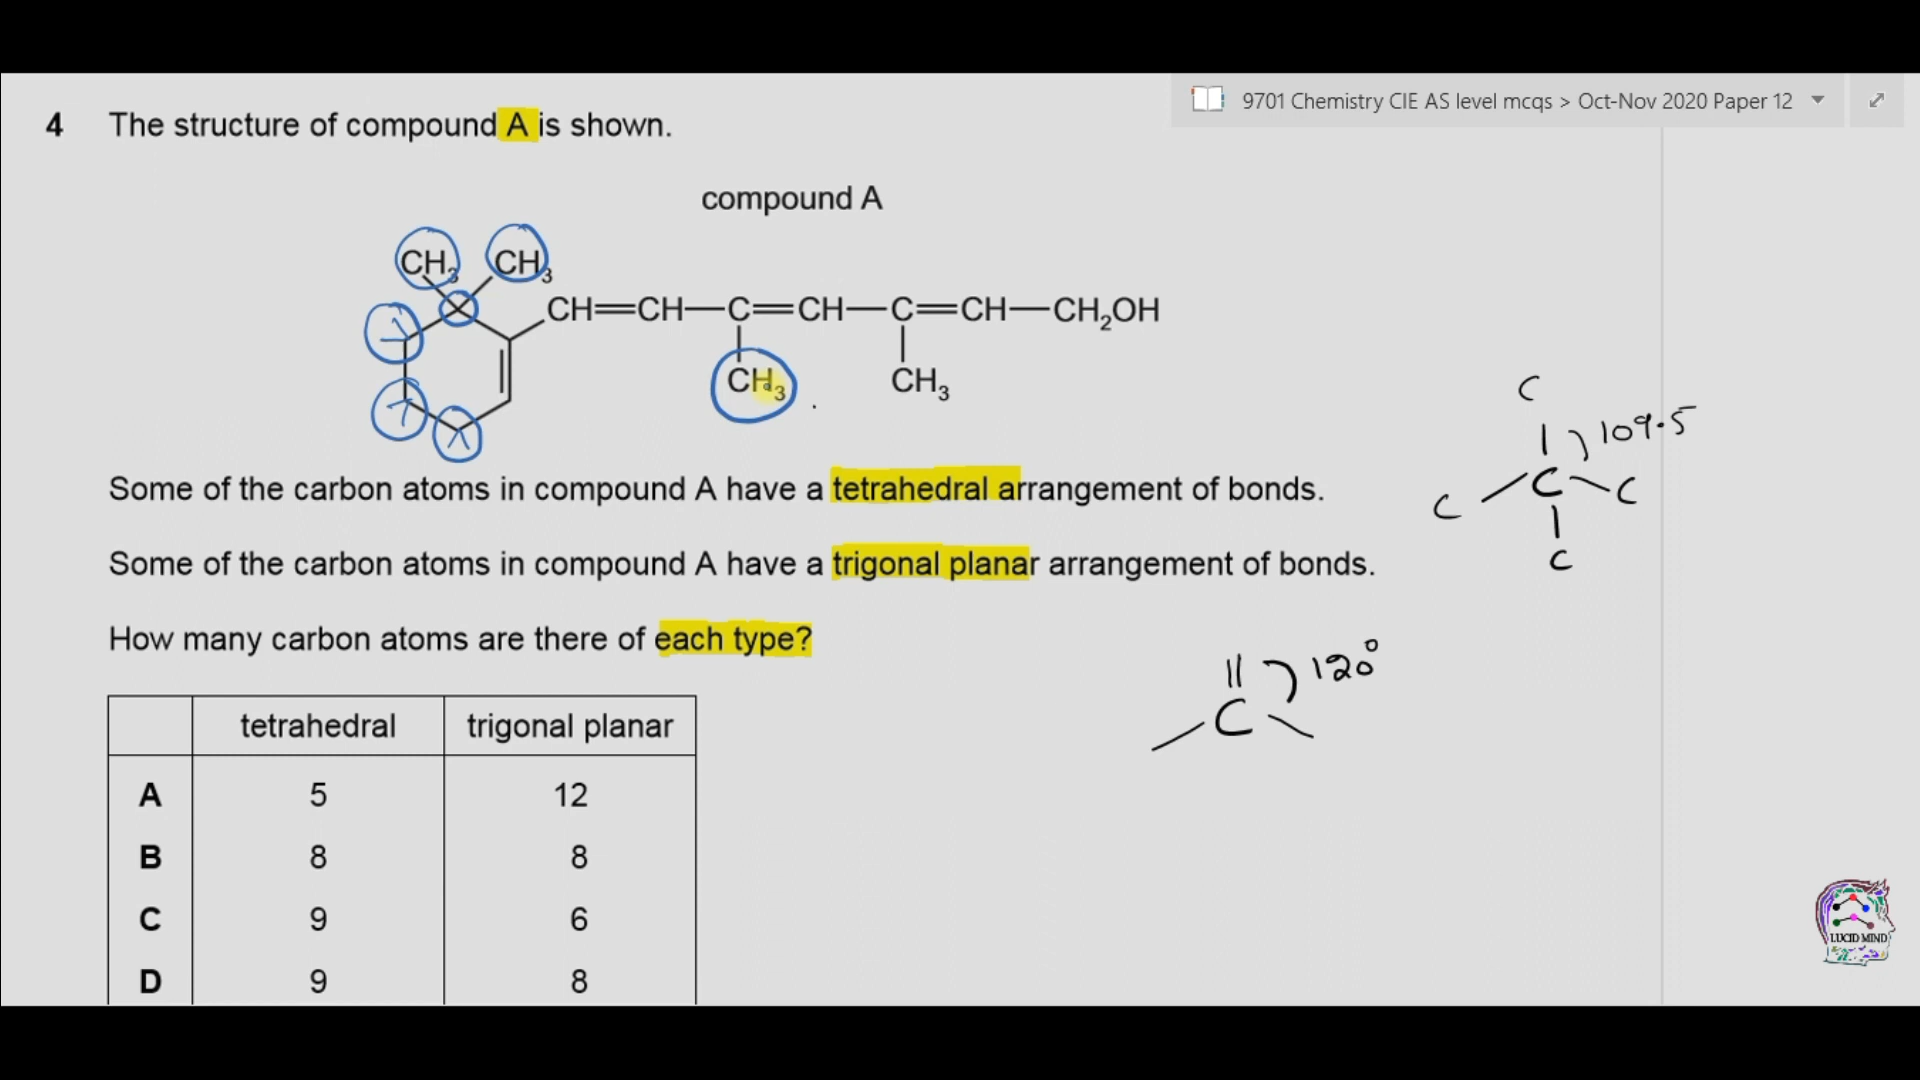 9701 Chemistry CIE AS level mcqs > Oct-Nov 2020 Paper 12
4 The structure of compound A is shown.
compound A
CH3 CH3
CH=CH—C=CH—C=CH—CH2OH
CH3 CH3
C
109.5
C C C
C
Some of the carbon atoms in compound A have a tetrahedral arrangement of bonds.
Some of the carbon atoms in compound A have a trigonal planar arrangement of bonds.
How many carbon atoms are there of each type?
120°
C
tetrahedral trigonal planar
A 5 12
B 8 8
C 9 6
D 9 8
LUCID MIND